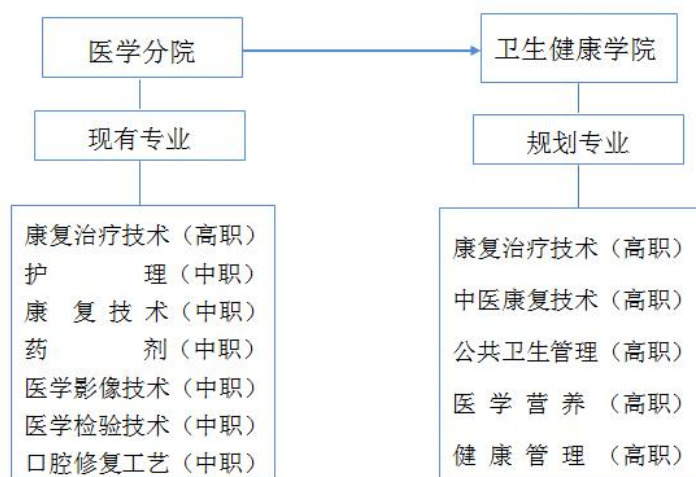 医学分院
卫生健康学院
现有专业
规划专业
康复治疗技术（高职）
护理（中职）
康复技术（中职）
药剂（中职）
医学影像技术（中职）
医学检验技术（中职）
口腔修复工艺（中职）
康复治疗技术（高职）
中医康复技术（高职）
公共卫生管理（高职）
医学营养（高职）
健康管理（高职）